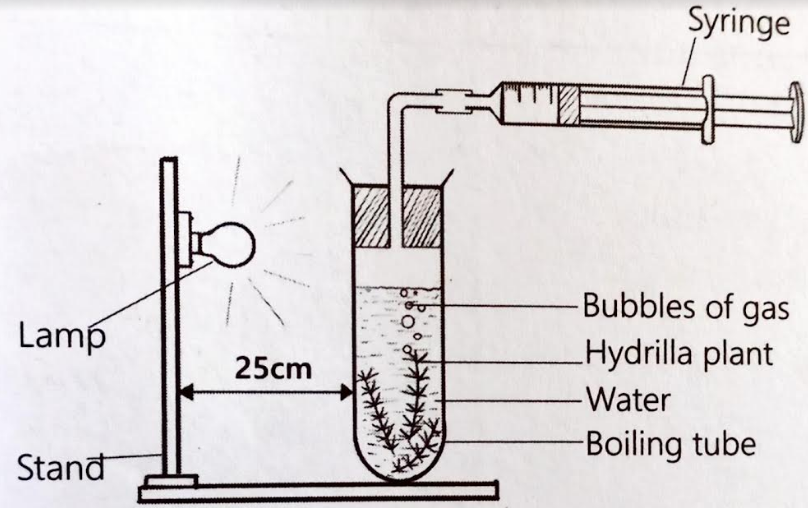 Syringe
Bubbles of gas
Hydrilla plant
Lamp
25cm
Water
Boiling tube
Stand